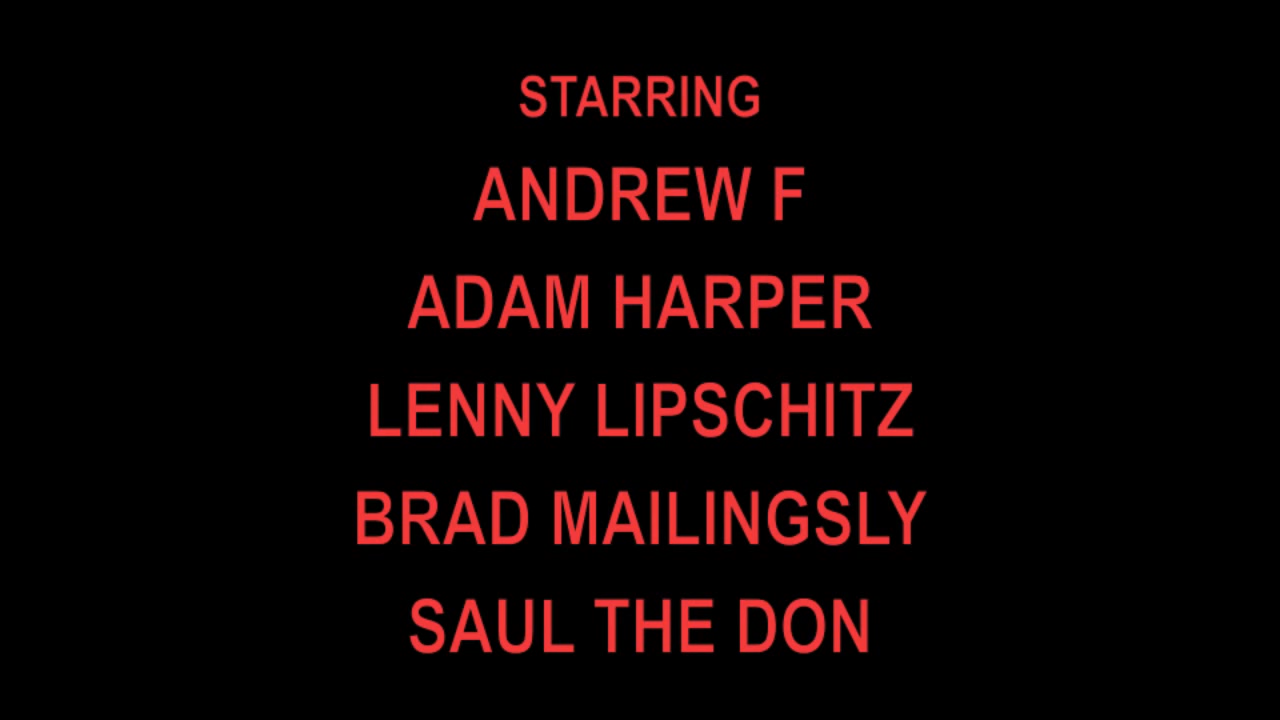 STARRING
ANDREW F
ADAM HARPER
LENNY LIPSCHITZ
BRAD MAILINGSLY
SAUL THE DON